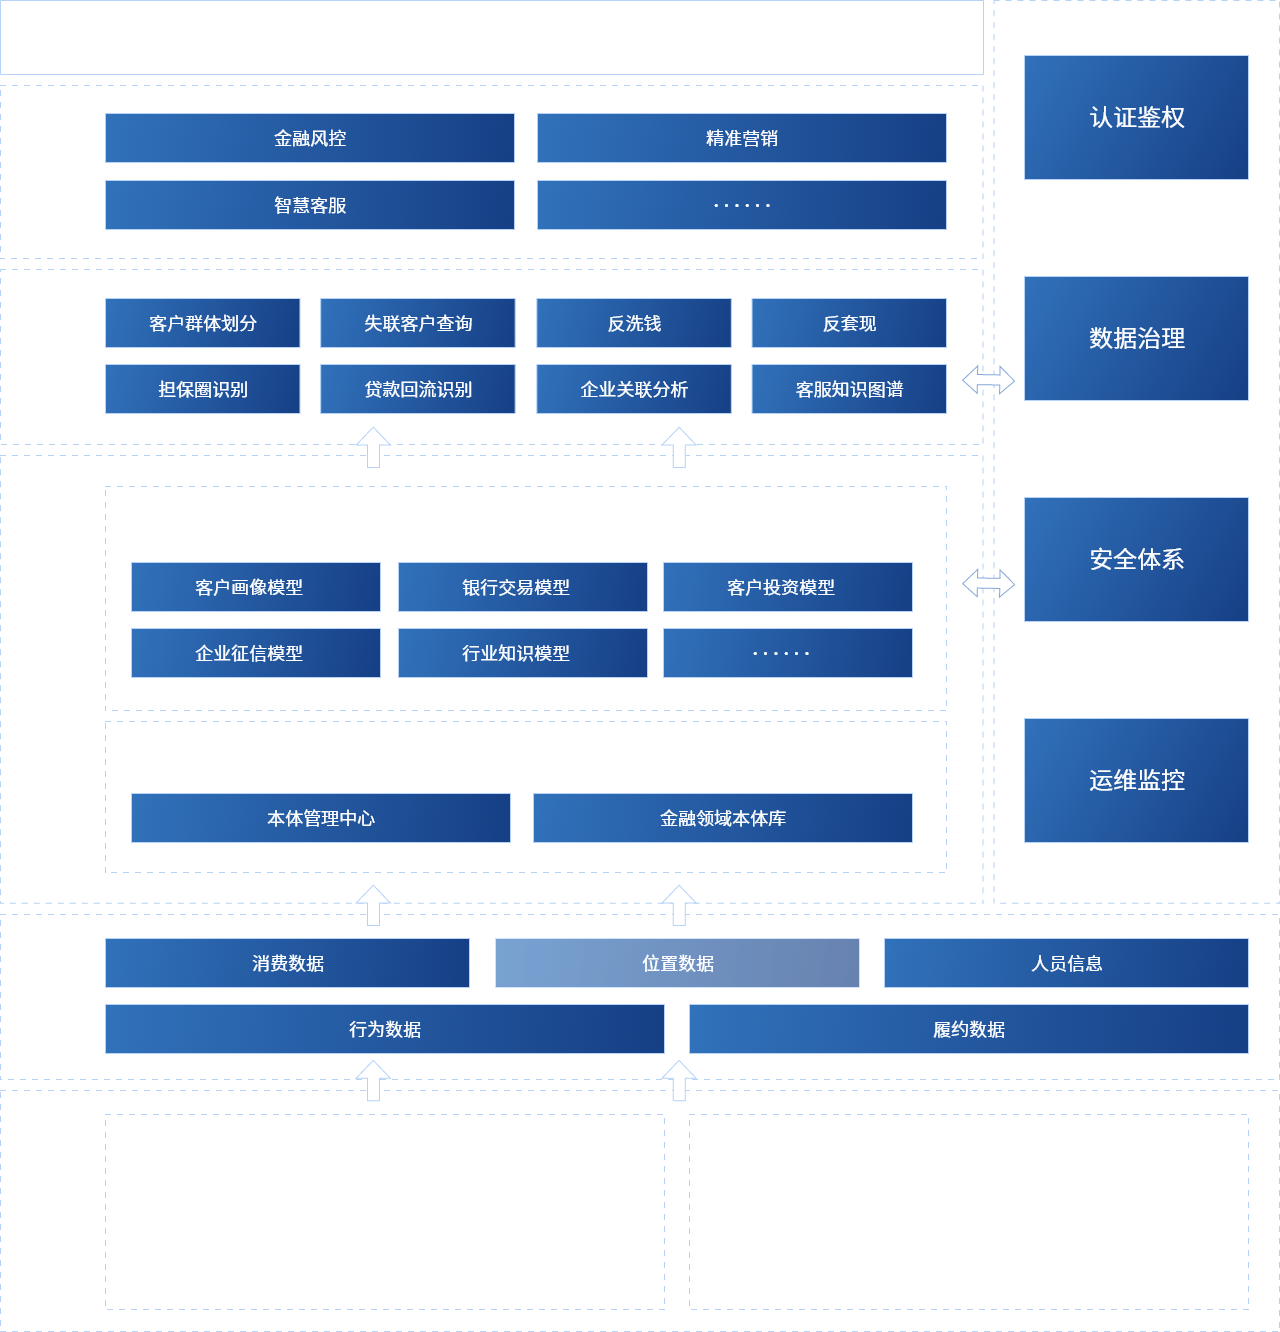 认证鉴权
金融风控
精准营销
智慧客服
······
数据治理
客户群体划分
失联客户查询
反洗钱
反套现
担保圈识别
贷款回流识别
企业关联分析
客服知识图谱
安全体系
客户画像模型
银行交易模型
客户投资模型
企业征信模型
行业知识模型
······
运维监控
本体管理中心
金融领域本体库
消费数据
位置数据
人员信息
行为数据
履约数据